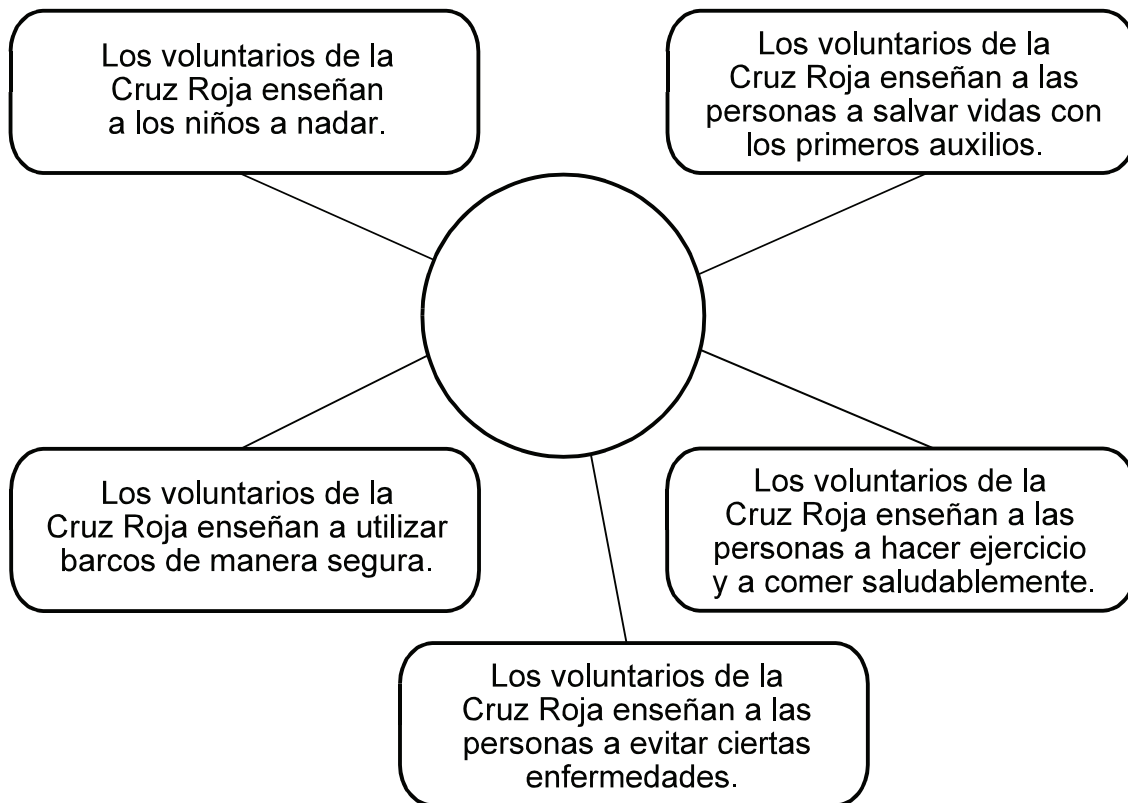 Los voluntarios de la
Cruz Roja enseñan
a los niños a nadar.
Los voluntarios de la
Cruz Roja enseñan a las
personas a salvar vidas con
los primeros auxilios.
Los voluntarios de la
Cruz Roja enseñan a utilizar
barcos de manera segura.
Los voluntarios de la
Cruz Roja enseñan a las
personas a hacer ejercicio
y a comer saludablemente.
Los voluntarios de la
Cruz Roja enseñan a las
personas a evitar ciertas
enfermedades.